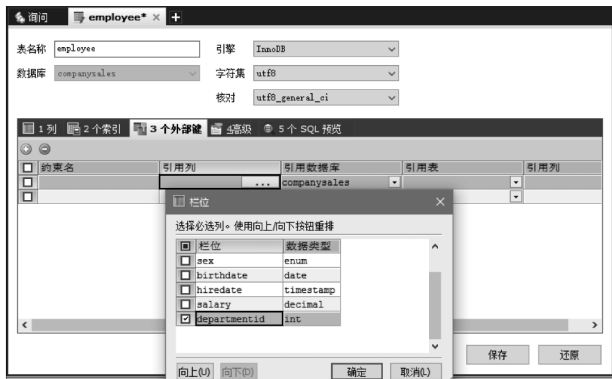 询问 employee* × +
表名称 employee 引擎 InnoDB
数据库 companysales 字符集 utf8
核对 utf8_general_ci
1 列 2 个索引 3 个外部键 4高级 5 个 SQL 预览
约束名 引用列 引用数据库 引用表 引用列
... companysales
栏位 ×
选择必选列。使用向上/向下按钮重排
栏位 数据类型
sex enum
birthdate date
hiredate timestamp
salary decimal
departmentid int
保存 还原
向上(U) 向下(D) 确定 取消(L)